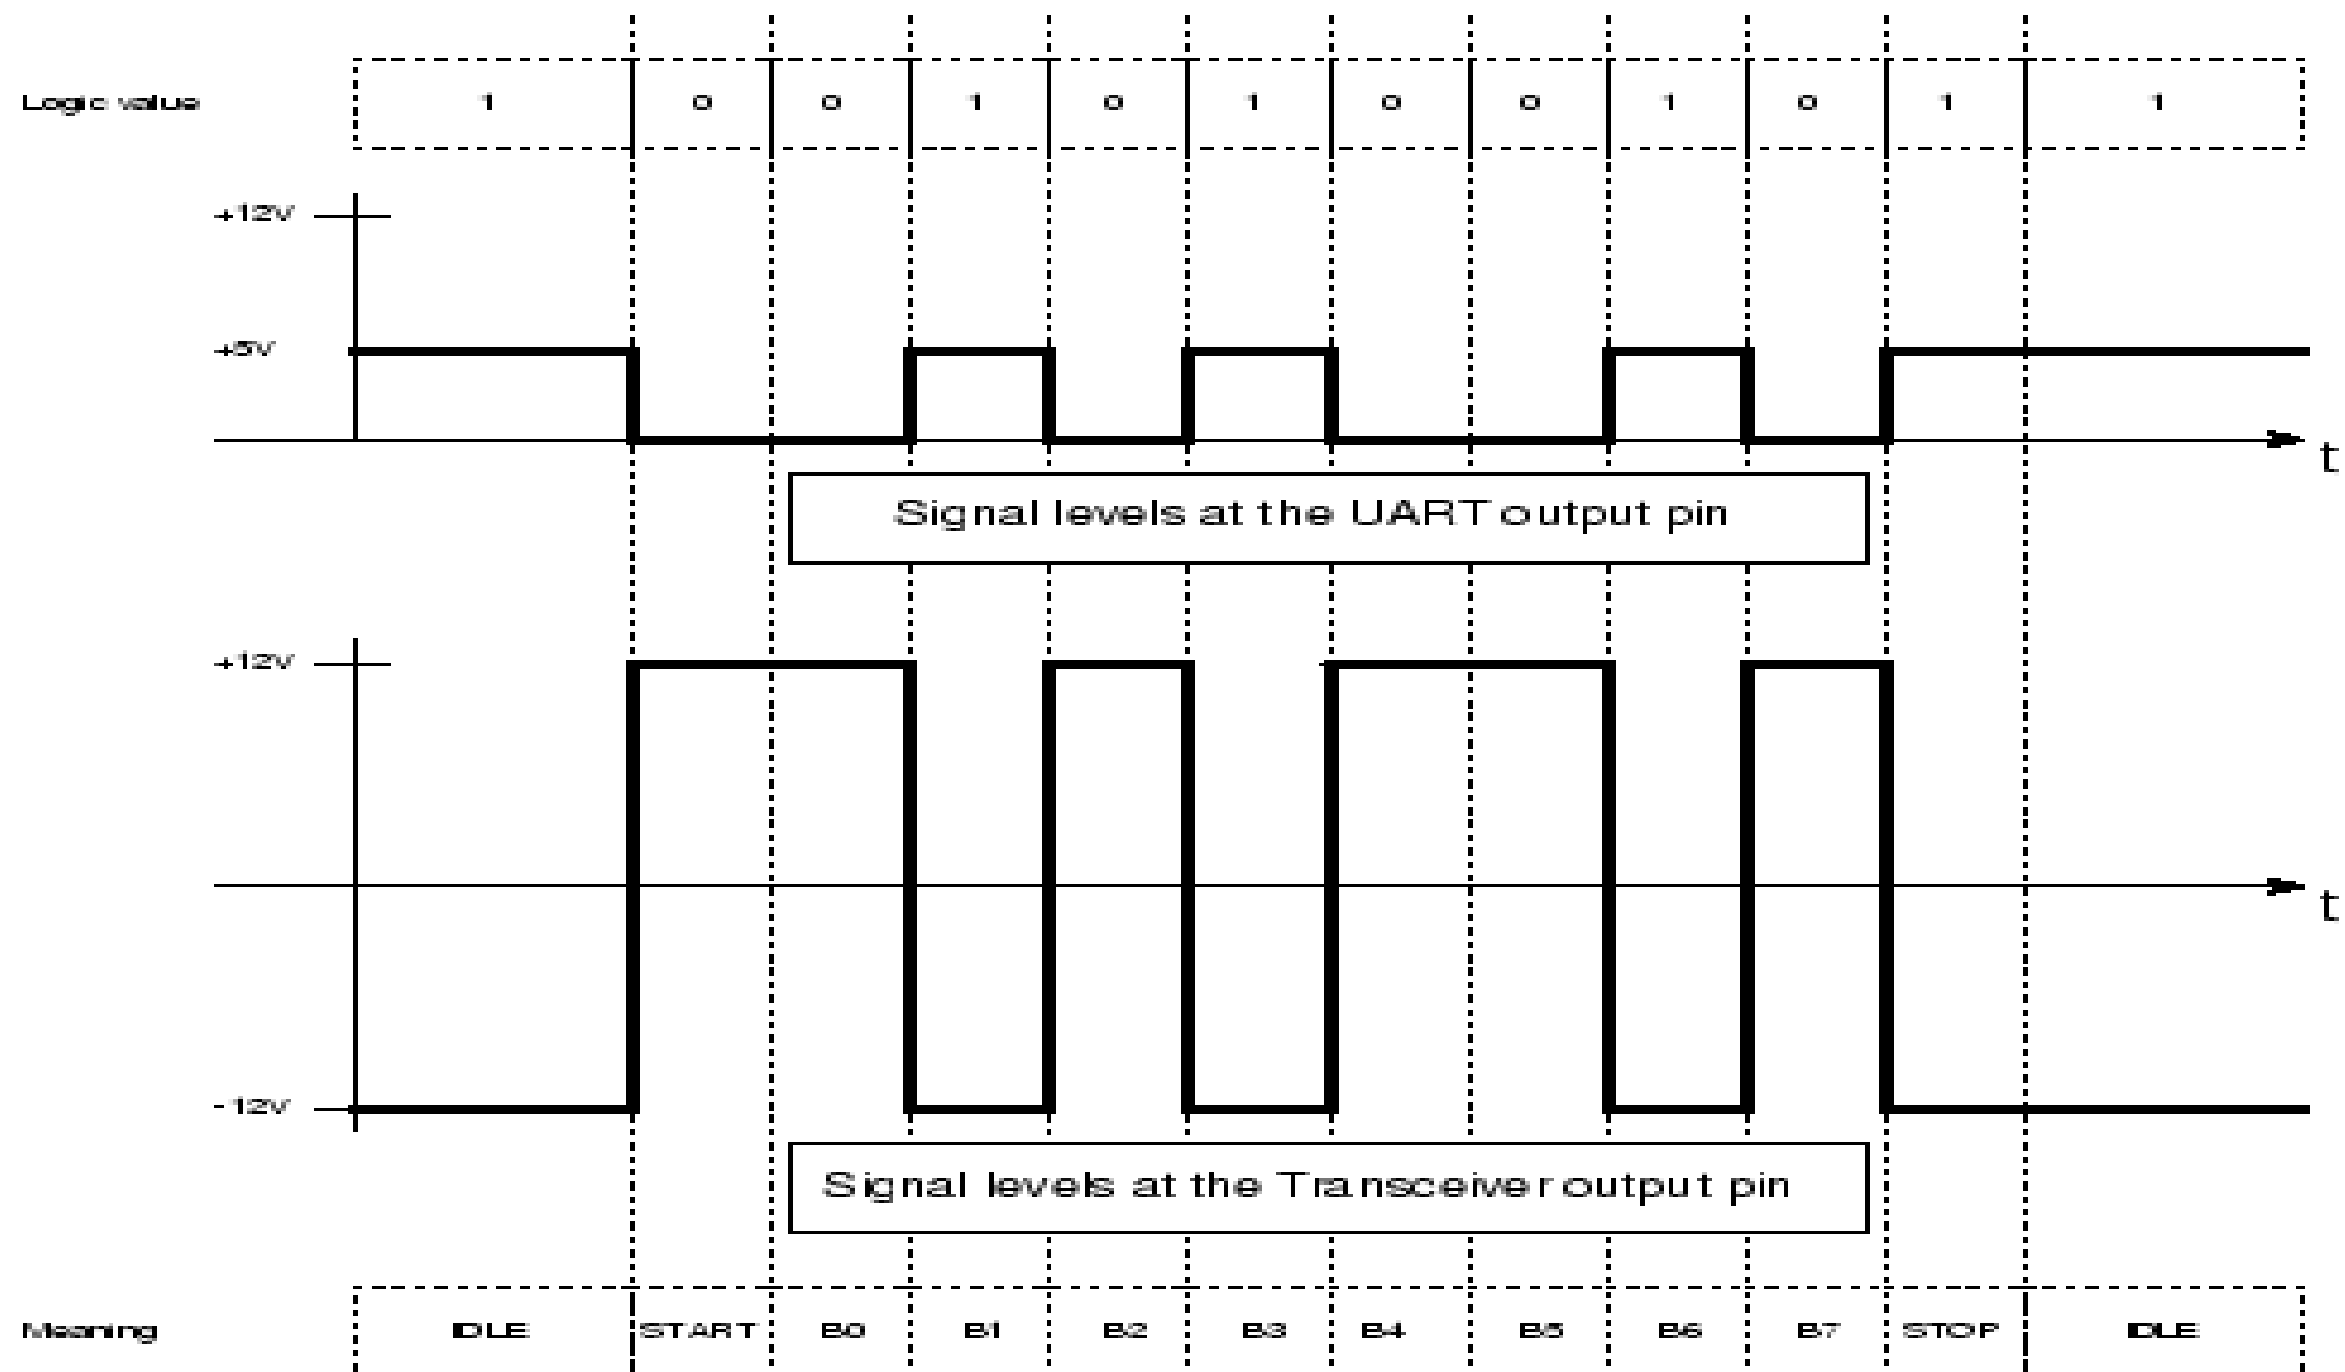 Logic value 1 0 0 1 0 1 0 0 1 0 1 1
+12V
+5V
t
Signal levels at the UART output pin
+12V
t
-12V
Signal levels at the Transceiver output pin
Meaning IDLE START B0 B1 B2 B3 B4 B5 B6 B7 STOP IDLE